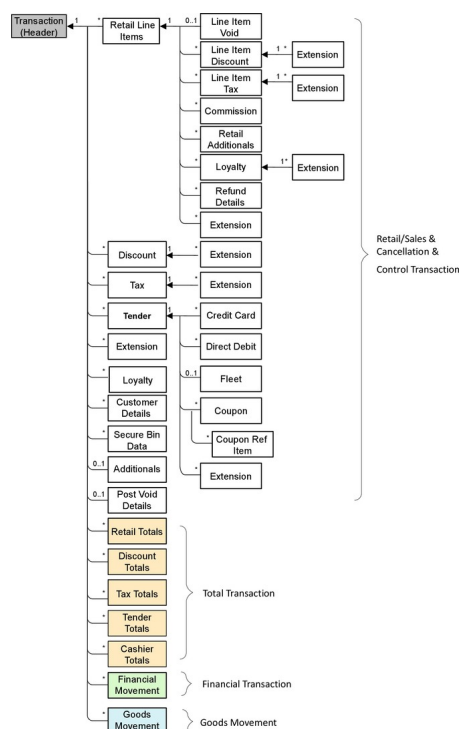 Transaction
(Header)
1
*
Retail Line
Items
1
0..1
Line Item
Void
*
Line Item
Discount
1 *
Extension
*
Line Item
Tax
1 *
Extension
*
Commission
*
Retail
Additionals
*
Loyalty
1*
Extension
*
Refund
Details
*
Extension
*
Discount
1
*
Extension
*
Tax
1
*
Extension
*
Tender
1
*
Credit Card
*
Extension
*
Direct Debit
*
Loyalty
0..1
Fleet
*
Customer
Details
*
Coupon
*
Secure Bin
Data
*
Coupon Ref
Item
0..1
Additionals
*
Extension
0..1
Post Void
Details
Retail/Sales &
Cancellation &
Control Transaction
*
Retail Totals
*
Discount
Totals
*
Tax Totals
*
Tender
Totals
*
Cashier
Totals
Total Transaction
*
Financial
Movement
Financial Transaction
*
Goods
Movement
Goods Movement